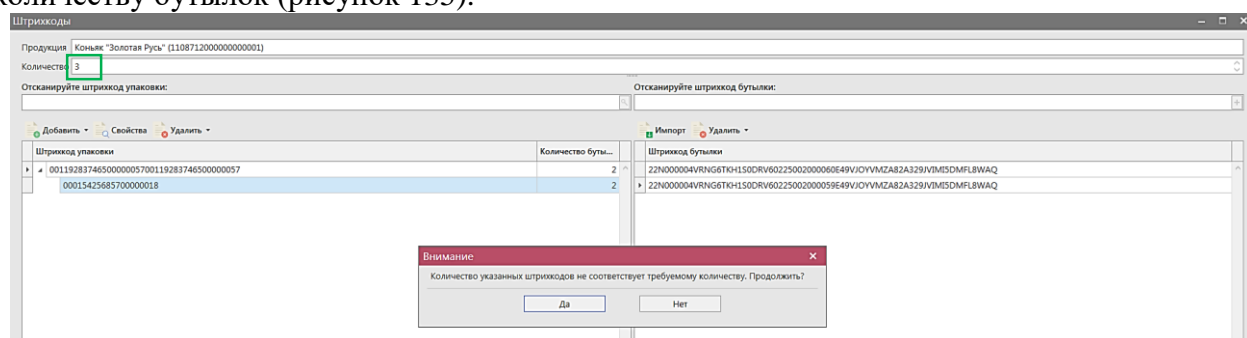 количеству бутылок (рисунок 133).
Штрихкоды
Продукция Коньяк "Золотая Русь" (1108712000000000001)
Количество 3
Отсканируйте штрихкод упаковки: Отсканируйте штрихкод бутылки:
Добавить Свойства Удалить Импорт Удалить
Штрихкод упаковки Количество буты... Штрихкод бутылки
00119283746500000057001192837465000000057 2 22N000004VRNG6TKH1S0DRV60225002000060E49VJOYVMZA82A329JVIMI5DMFL8WAQ
00015425685700000018 2 22N000004VRNG6TKH1S0DRV60225002000059E49VJOYVMZA82A329JVIMI5DMFL8WAQ
Внимание
Количество указанных штрихкодов не соответствует требуемому количеству. Продолжить?
Да Нет